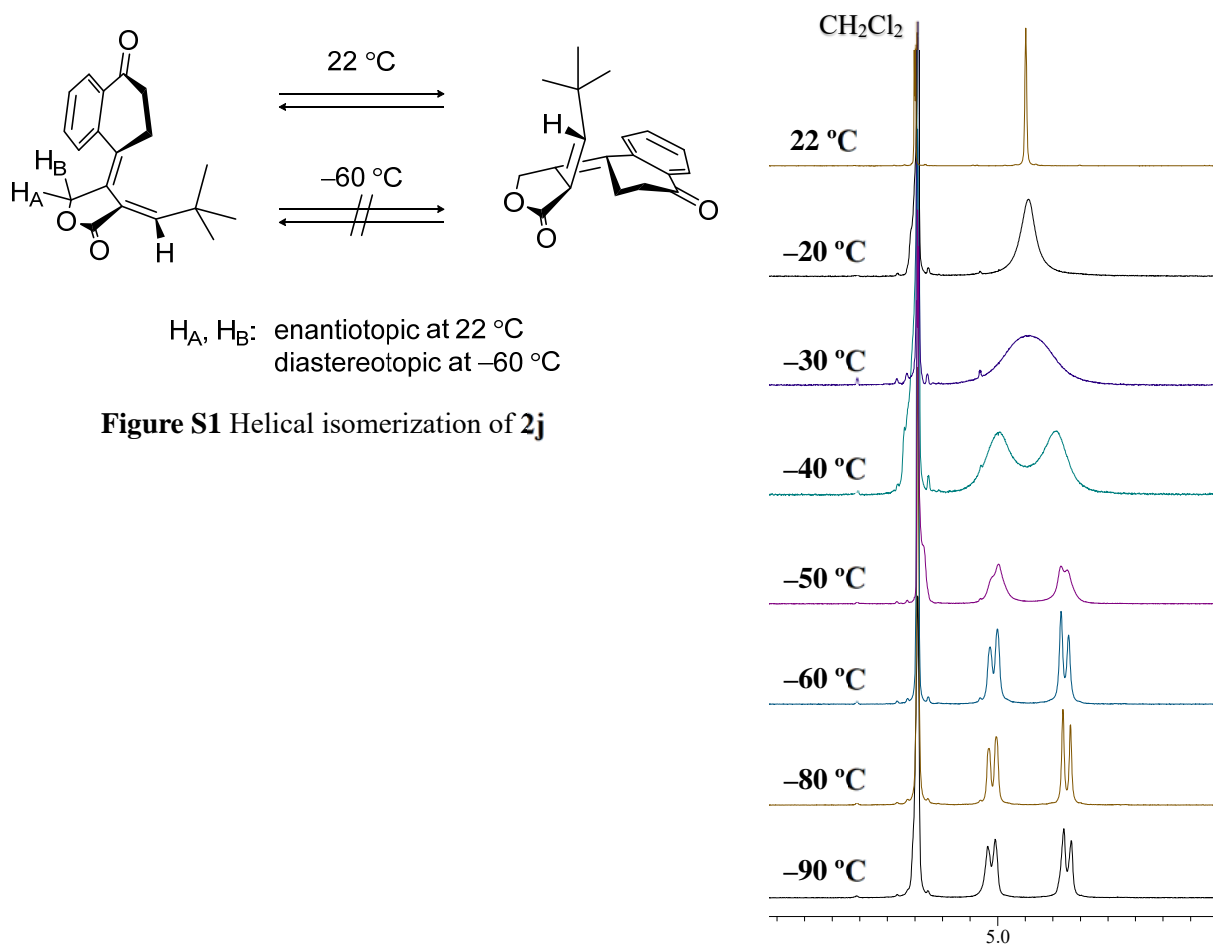 CH₂Cl₂
O
22 °C
H
22 ºC
H_B
–60 °C
–20 ºC
H_A
O
O
O
O
H
O
–30 ºC
H_A, H_B: enantiotopic at 22 °C
diastereotopic at –60 °C
Figure S1 Helical isomerization of 2j
–40 ºC
–50 ºC
–60 ºC
–80 ºC
–90 ºC
5.0